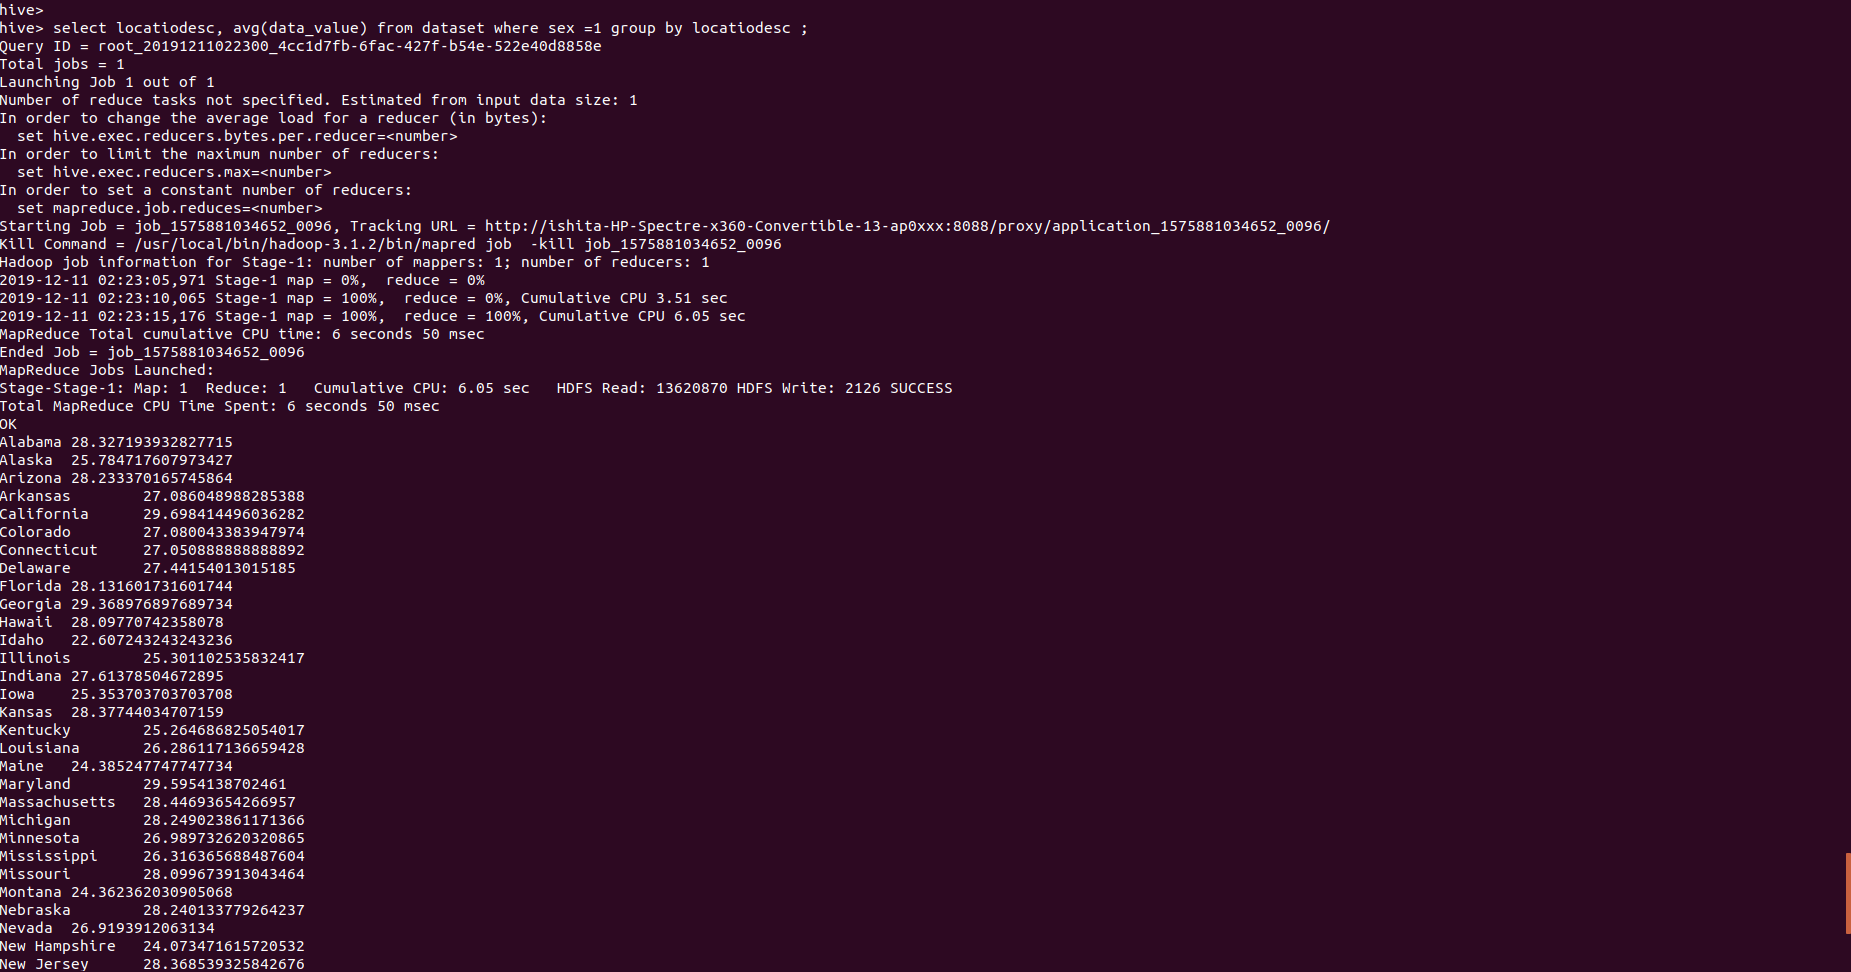 hive>
hive> select locatiodesc, avg(data_value) from dataset where sex =1 group by locatiodesc ;
Query ID = root_20191211022300_4cc1d7fb-6fac-427f-b54e-522e40d8858e
Total jobs = 1
Launching Job 1 out of 1
Number of reduce tasks not specified. Estimated from input data size: 1
In order to change the average load for a reducer (in bytes):
  set hive.exec.reducers.bytes.per.reducer=<number>
In order to limit the maximum number of reducers:
  set hive.exec.reducers.max=<number>
In order to set a constant number of reducers:
  set mapreduce.job.reduces=<number>
Starting Job = job_1575881034652_0096, Tracking URL = http://ishita-HP-Spectre-x360-Convertible-13-ap0xxx:8088/proxy/application_1575881034652_0096/
Kill Command = /usr/local/bin/hadoop-3.1.2/bin/mapred job  -kill job_1575881034652_0096
Hadoop job information for Stage-1: number of mappers: 1; number of reducers: 1
2019-12-11 02:23:05,971 Stage-1 map = 0%,  reduce = 0%
2019-12-11 02:23:10,065 Stage-1 map = 100%,  reduce = 0%, Cumulative CPU 3.51 sec
2019-12-11 02:23:15,176 Stage-1 map = 100%,  reduce = 100%, Cumulative CPU 6.05 sec
MapReduce Total cumulative CPU time: 6 seconds 50 msec
Ended Job = job_1575881034652_0096
MapReduce Jobs Launched:
Stage-Stage-1: Map: 1  Reduce: 1   Cumulative CPU: 6.05 sec   HDFS Read: 13620870 HDFS Write: 2126 SUCCESS
Total MapReduce CPU Time Spent: 6 seconds 50 msec
OK
Alabama 28.327193932827715
Alaska  25.784717607973427
Arizona 28.233370165745864
Arkansas        27.086048988285388
California      29.698414496036282
Colorado        27.080043383947974
Connecticut     27.050888888888892
Delaware        27.44154013015185
Florida 28.131601731601744
Georgia 29.368976897689734
Hawaii  28.09770742358078
Idaho   22.607243243243236
Illinois        25.301102535832417
Indiana 27.61378504672895
Iowa    25.353703703703708
Kansas  28.37744034707159
Kentucky        25.264686825054017
Louisiana       26.286117136659428
Maine   24.385247747747734
Maryland        29.5954138702461
Massachusetts   28.44693654266957
Michigan        28.249023861171366
Minnesota       26.989732620320865
Mississippi     26.316365688487604
Missouri        28.099673913043464
Montana 24.362362030905068
Nebraska        28.240133779264237
Nevada  26.9193912063134
New Hampshire   24.073471615720532
New Jersey      28.368539325842676